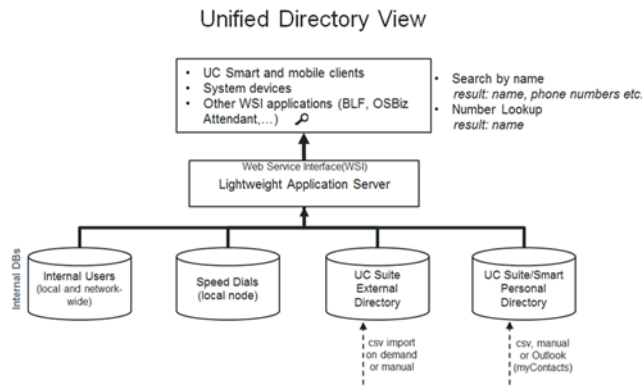 Unified Directory View
• UC Smart and mobile clients
• System devices
• Other WSI applications (BLF, OSBiz
Attendant,…)
• Search by name
result: name, phone numbers etc.
• Number Lookup
result: name
Web Service Interface(WSI)
Lightweight Application Server
Internal DBs
Internal Users
(local and network-
wide)
Speed Dials
(local node)
UC Suite
External
Directory
UC Suite/Smart
Personal
Directory
csv import
on demand
or manual
csv, manual
or Outlook
(myContacts)